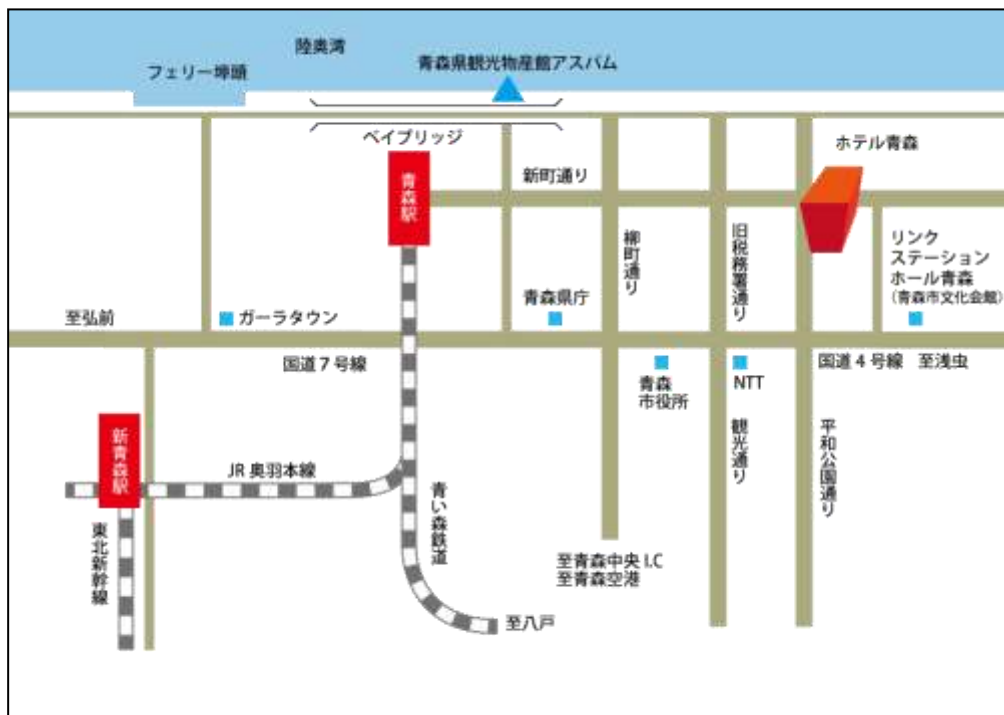 陸奥湾
青森県観光物産館アスパム
フェリー埠頭
ベイブリッジ
ホテル青森
青森駅
新町通り
柳町通り
旧税務署通り
リンク
ステーション
ホール青森
（青森市文化会館）
青森県庁
至弘前
ガーラタウン
国道７号線
青森
市役所
NTT
国道４号線　至浅虫
新青森駅
観光通り
平和公園通り
JR 奥羽本線
青い森鉄道
東北新幹線
至青森中央 I.C
至青森空港
至八戸